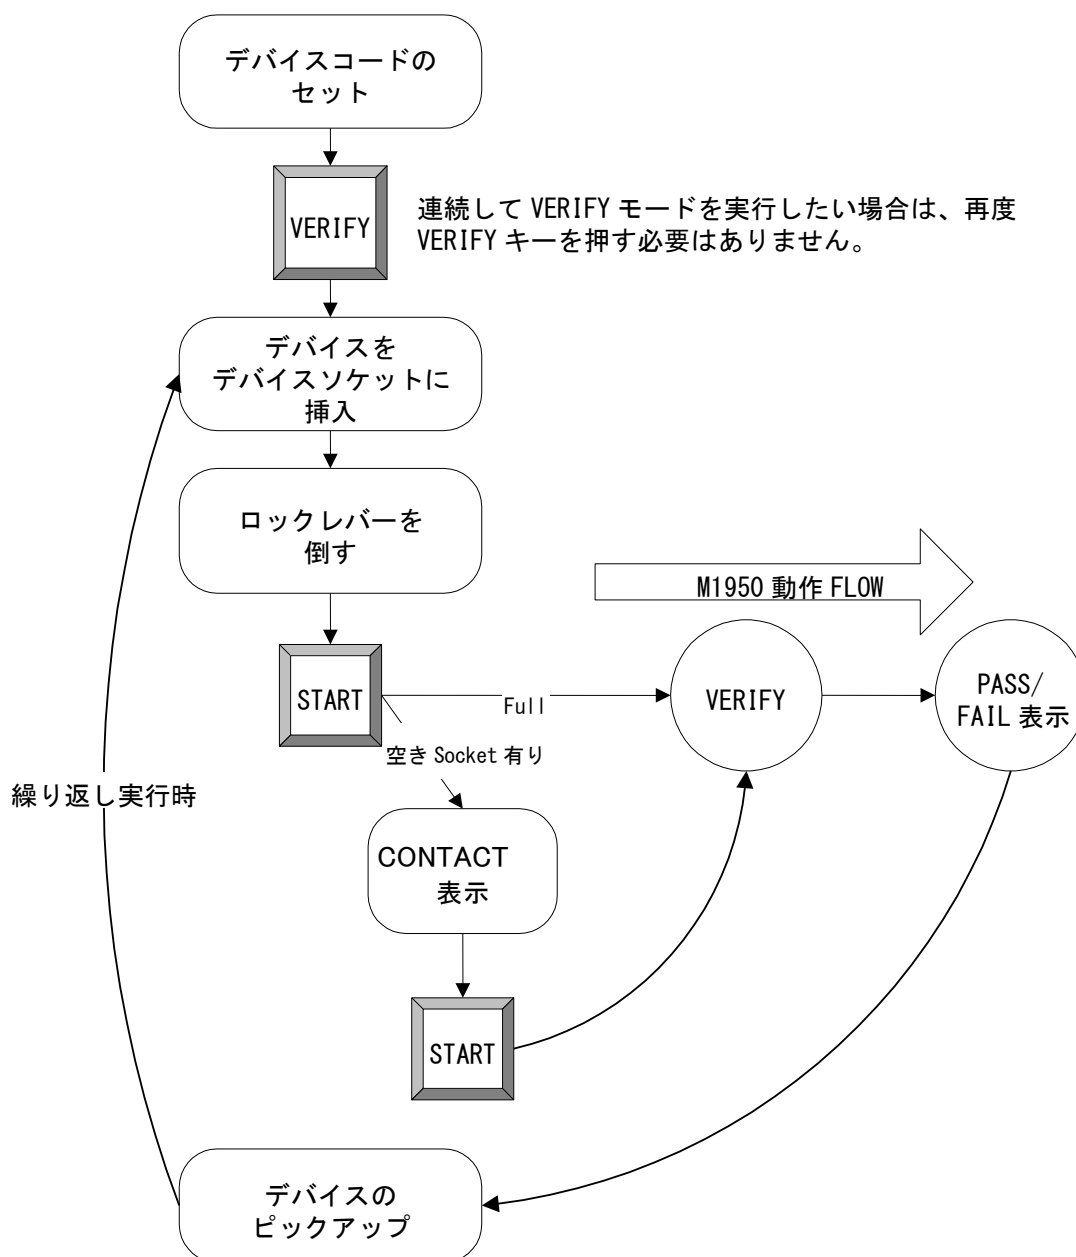 デバイスコードの
セット
VERIFY
連続して VERIFY モードを実行したい場合は、再度
VERIFY キーを押す必要はありません。
デバイスを
デバイスソケットに
挿入
ロックレバーを
倒す
M1950 動作 FLOW
START
Full
VERIFY
PASS/
FAIL 表示
空き Socket 有り
繰り返し実行時
CONTACT
表示
START
デバイスの
ピックアップ